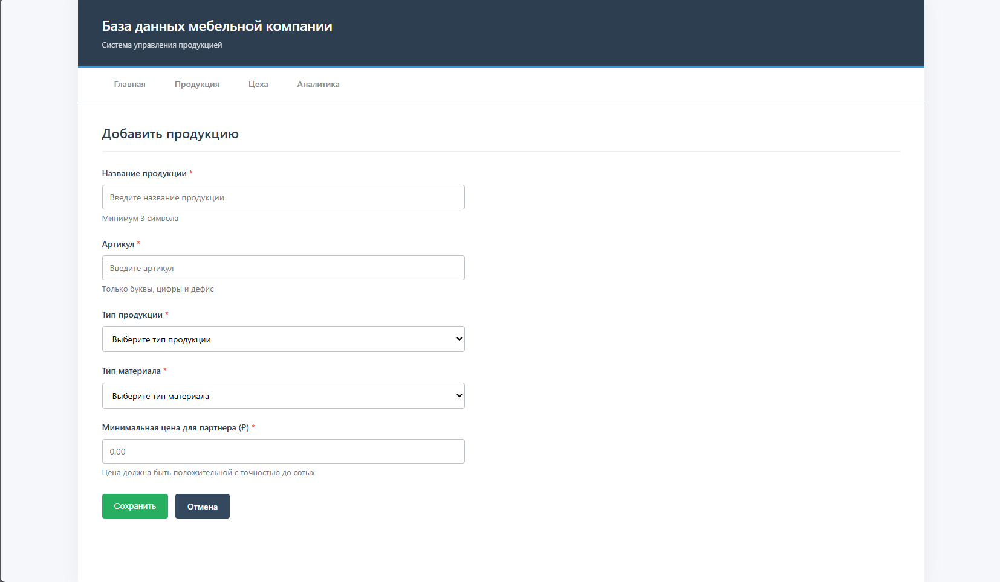 База данных мебельной компании
Система управления продукцией
Главная Продукция Цеха Аналитика
Добавить продукцию
Название продукции *
Введите название продукции
Минимум 3 символа
Артикул *
Введите артикул
Только буквы, цифры и дефис
Тип продукции *
Выберите тип продукции
Тип материала *
Выберите тип материала
Минимальная цена для партнера (₽) *
0.00
Цена должна быть положительной с точностью до сотых
Сохранить Отмена